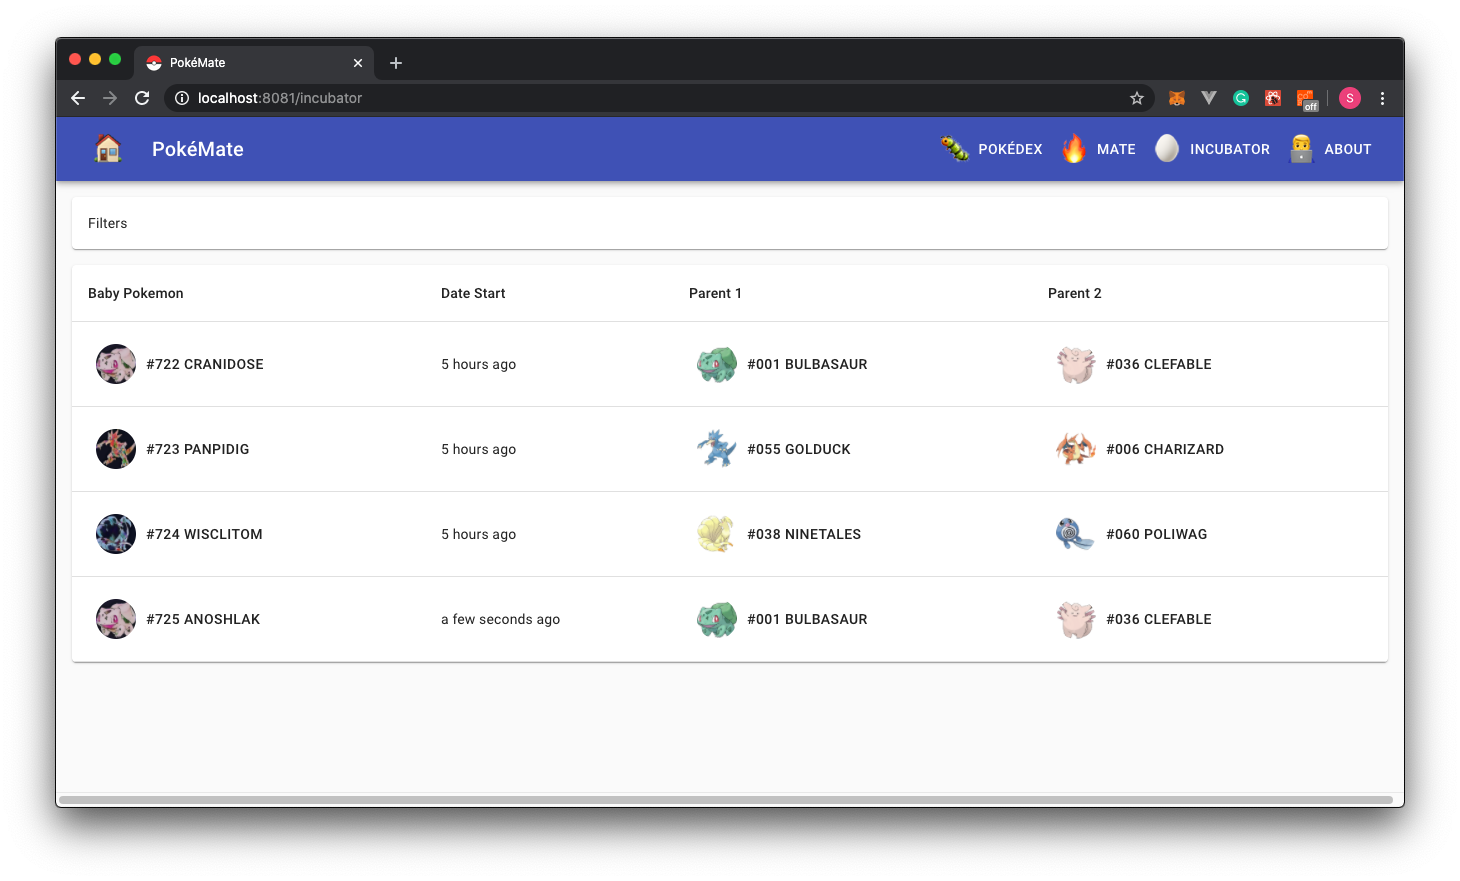 PokéMate
localhost:8081/incubator
G
off
S
PokéMate
POKÉDEX
MATE
INCUBATOR
ABOUT
Filters
Baby Pokemon Date Start Parent 1 Parent 2
#722 CRANIDOSE 5 hours ago #001 BULBASAUR #036 CLEFABLE
#723 PANPIDIG 5 hours ago #055 GOLDUCK #006 CHARIZARD
#724 WISCLITOM 5 hours ago #038 NINETALES #060 POLIWAG
#725 ANOSHLAK a few seconds ago #001 BULBASAUR #036 CLEFABLE